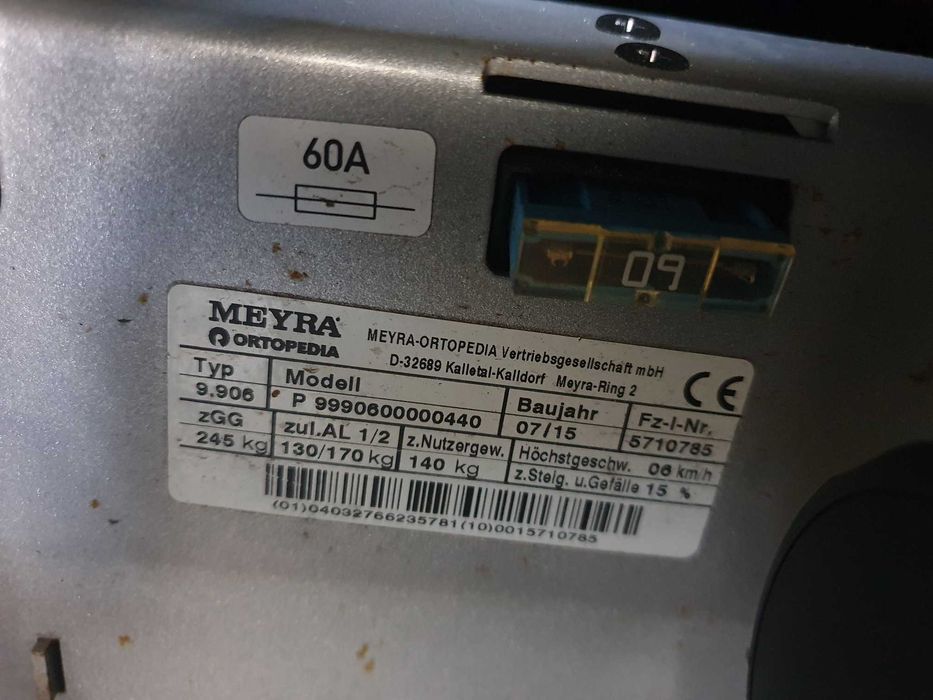 60A
60
MEYRA
ORTOPEDIA
MEYRA-ORTOPEDIA Vertriebsgesellschaft mbH
D-32689 Kalletal-Kalldorf Meyra-Ring 2
CE
Typ
9.906
Modell
P 9990600000440
Baujahr
07/15
Fz-I-Nr.
5710785
zGG
245 kg
zul.AL 1/2
130/170 kg
z.Nutzergew.
140 kg
Höchstgeschw. 06 km/h
z.Steig. u.Gefälle 15 %
(01)04032766235781(10)0015710785